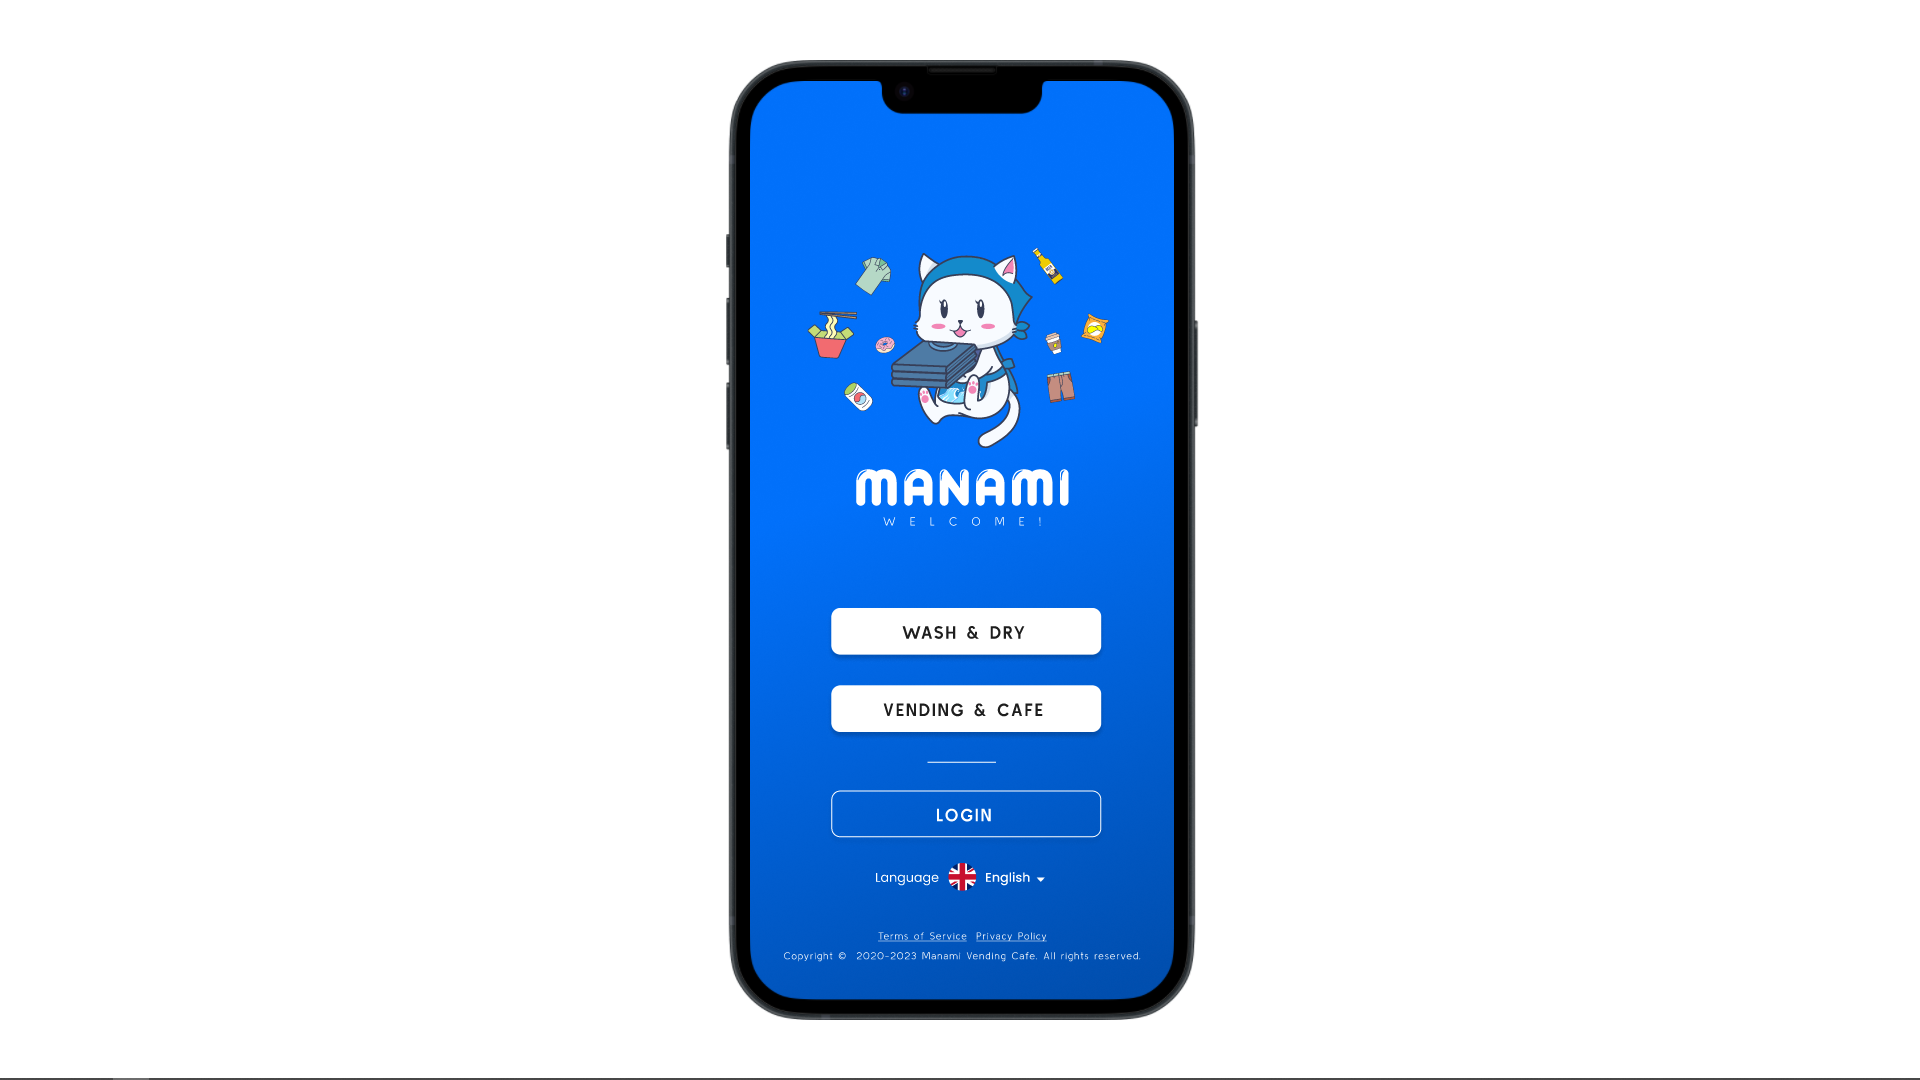 MANAMI
WELCOME!
WASH & DRY
VENDING & CAFE
LOGIN
Language English
Terms of Service Privacy Policy
Copyright © 2020-2023 Manami Vending Cafe. All rights reserved.